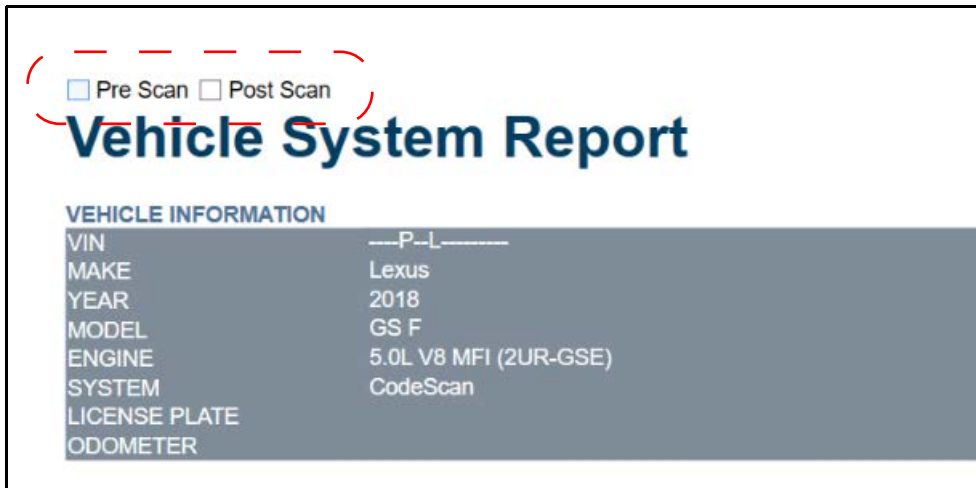 Pre Scan Post Scan
Vehicle System Report
VEHICLE INFORMATION
VIN ----P--L---------
MAKE Lexus
YEAR 2018
MODEL GS F
ENGINE 5.0L V8 MFI (2UR-GSE)
SYSTEM CodeScan
LICENSE PLATE
ODOMETER